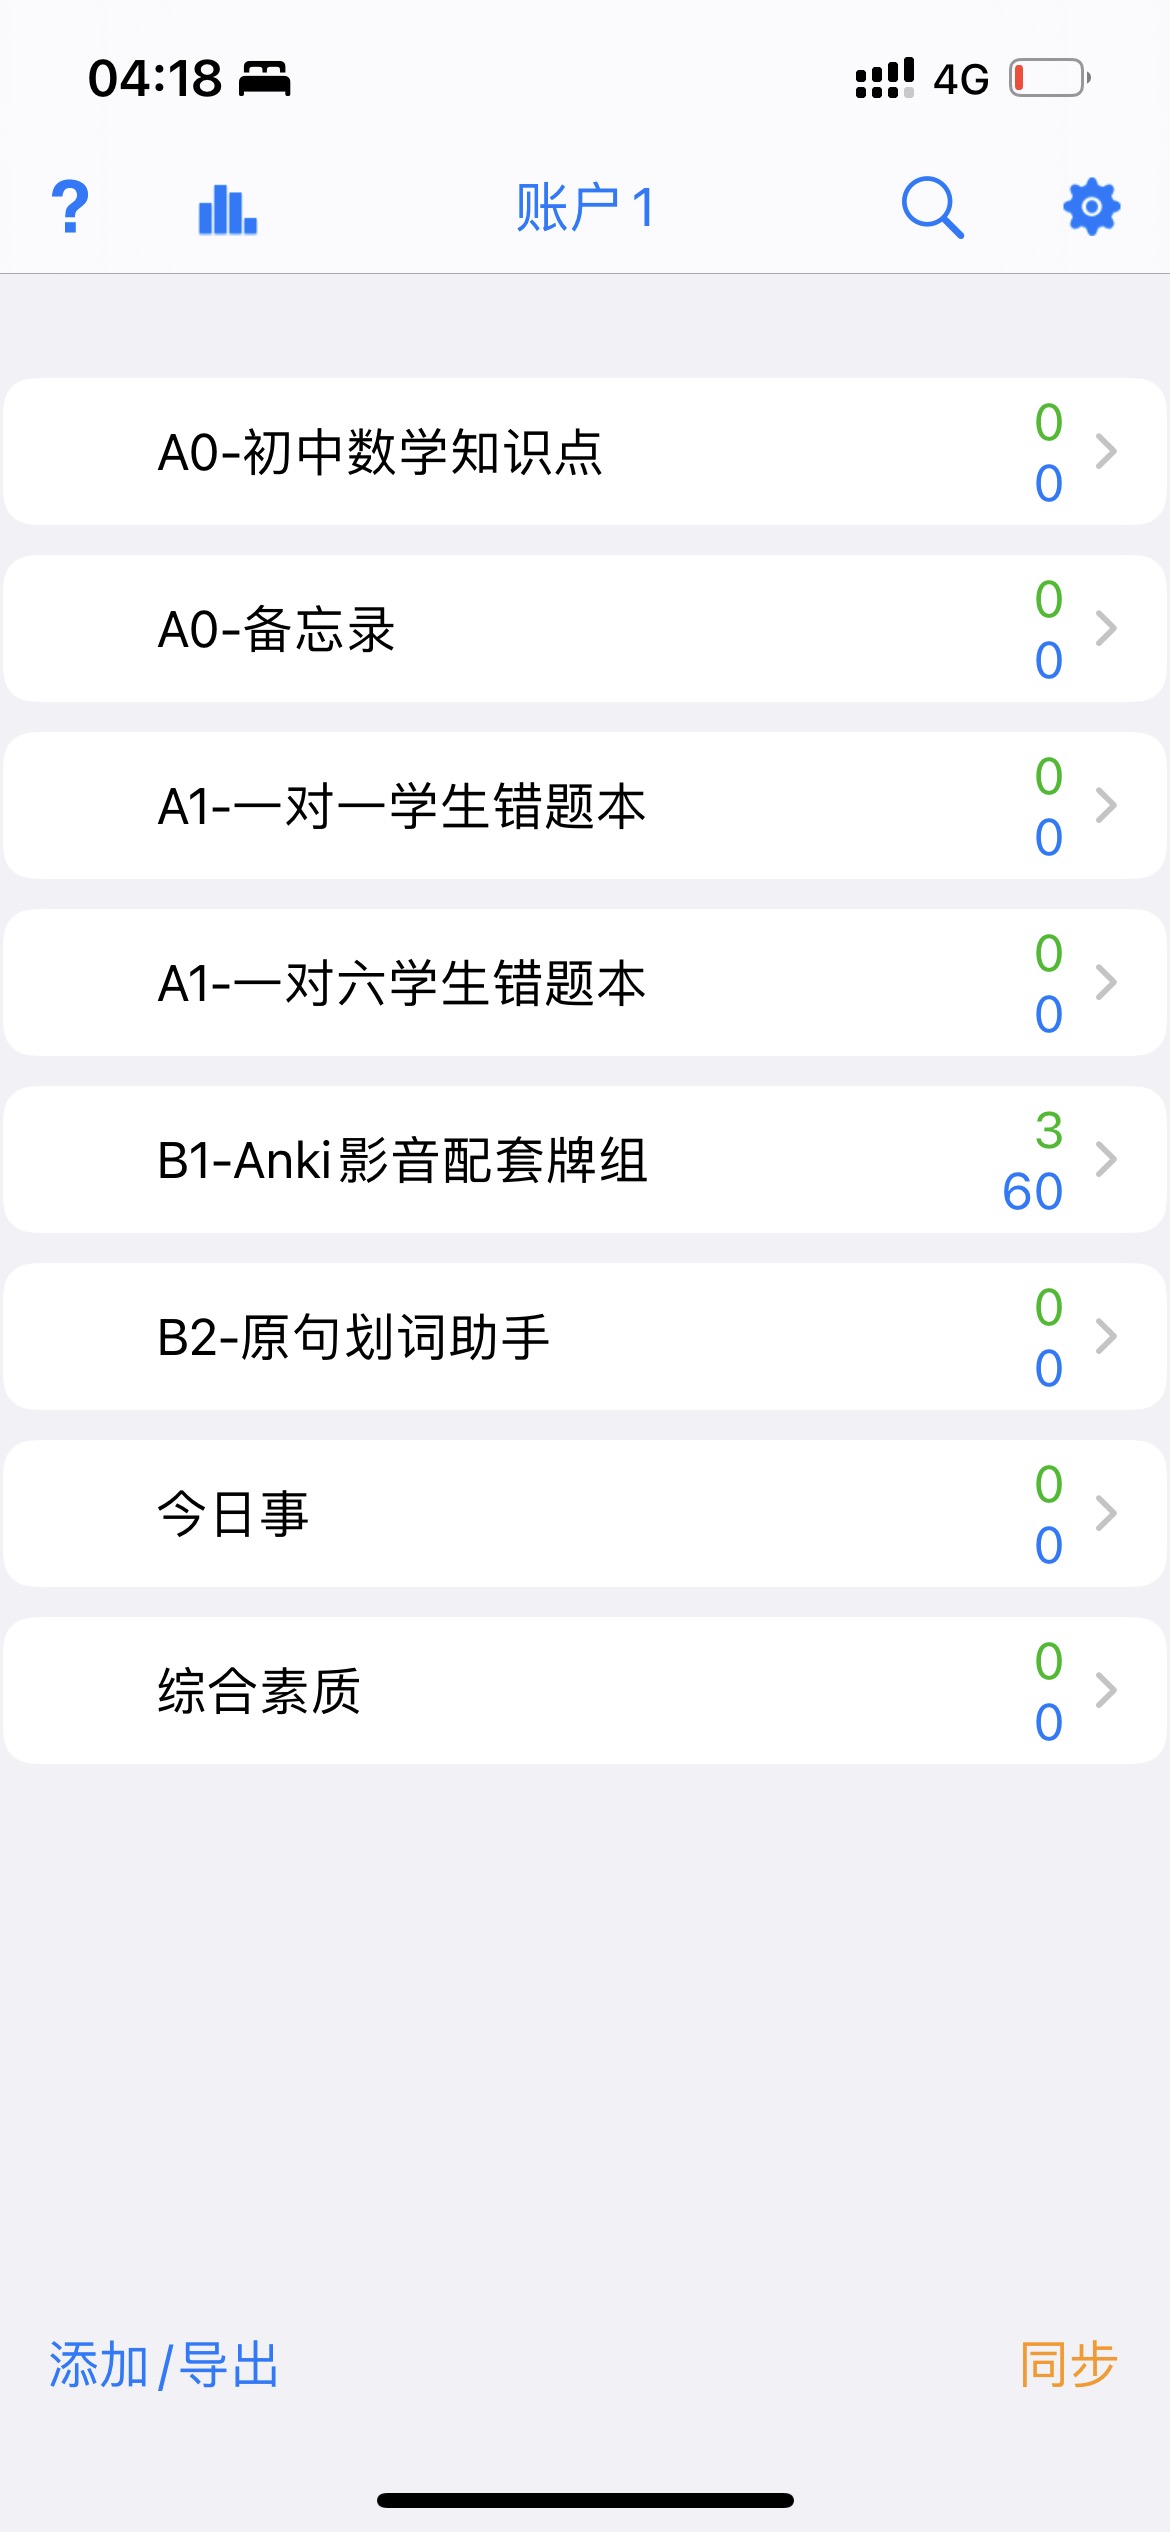 04:18 4G
? 账户 1
A0-初中数学知识点
0
0
A0-备忘录
0
0
A1-一对一学生错题本
0
0
A1-一对六学生错题本
0
0
B1-Anki影音配套牌组
3
60
B2-原句划词助手
0
0
今日事
0
0
综合素质
0
0
添加/导出 同步